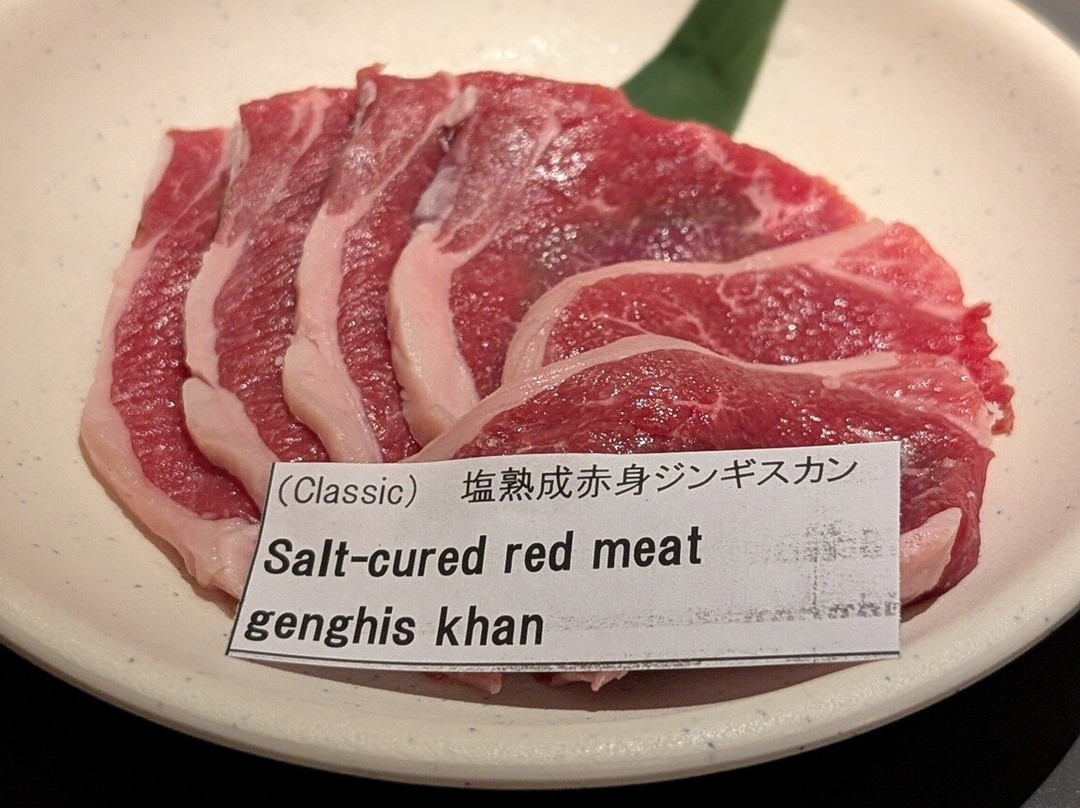 (Classic) 塩熟成赤身ジンギスカン
Salt-cured red meat
genghis khan